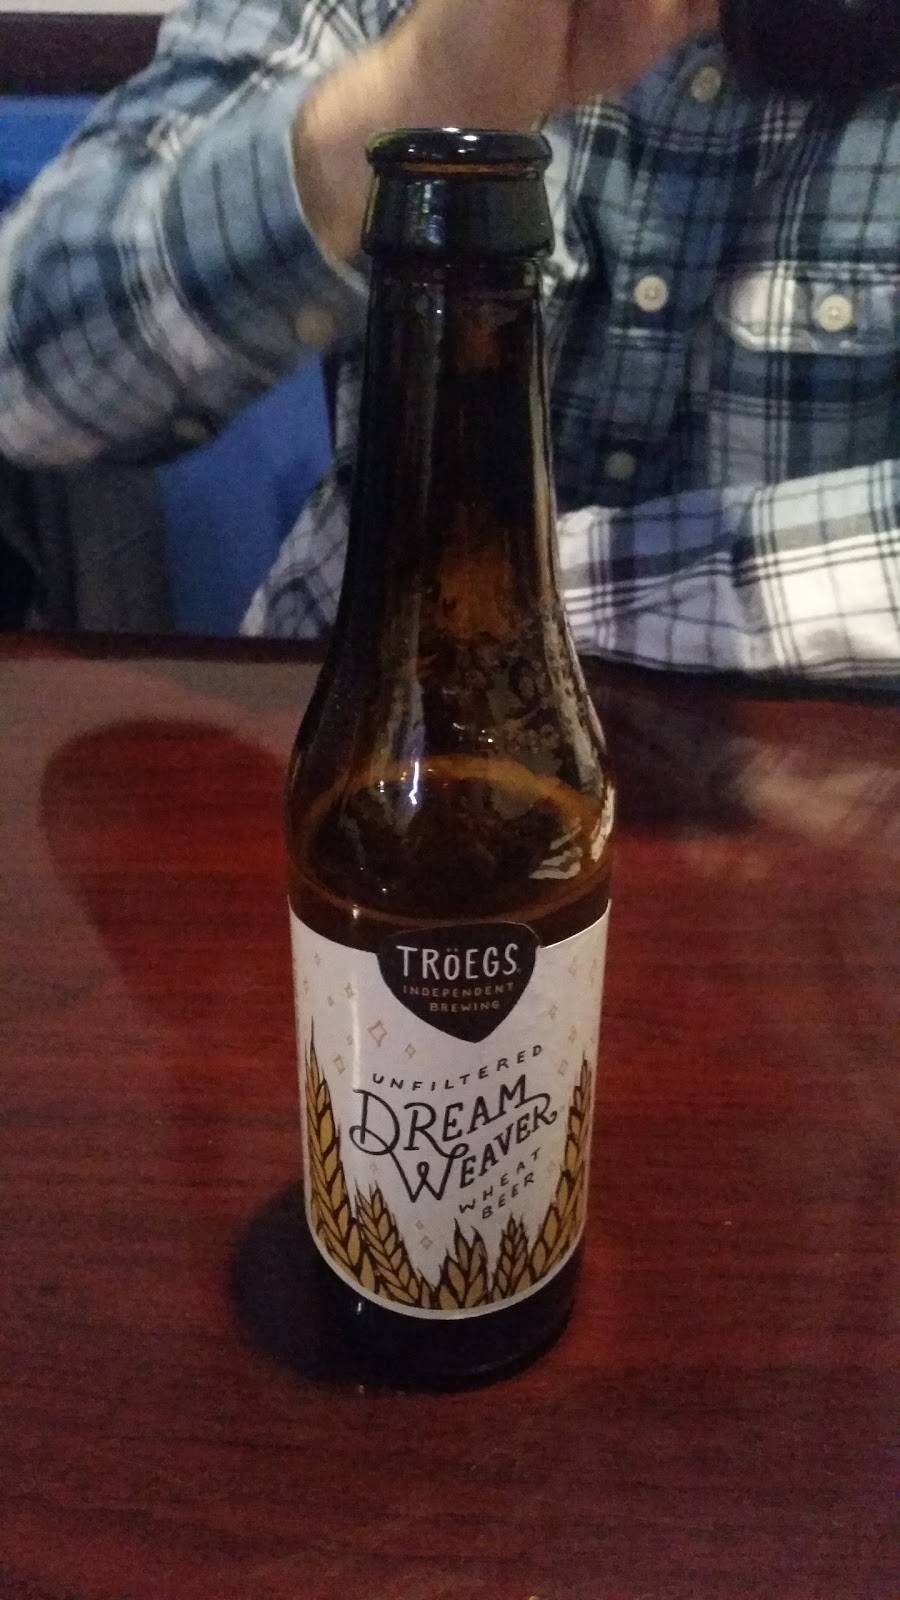 TRÖEGS
INDEPENDENT
BREWING
UNFILTERED
DREAM
WEAVER
WHEAT
BEER